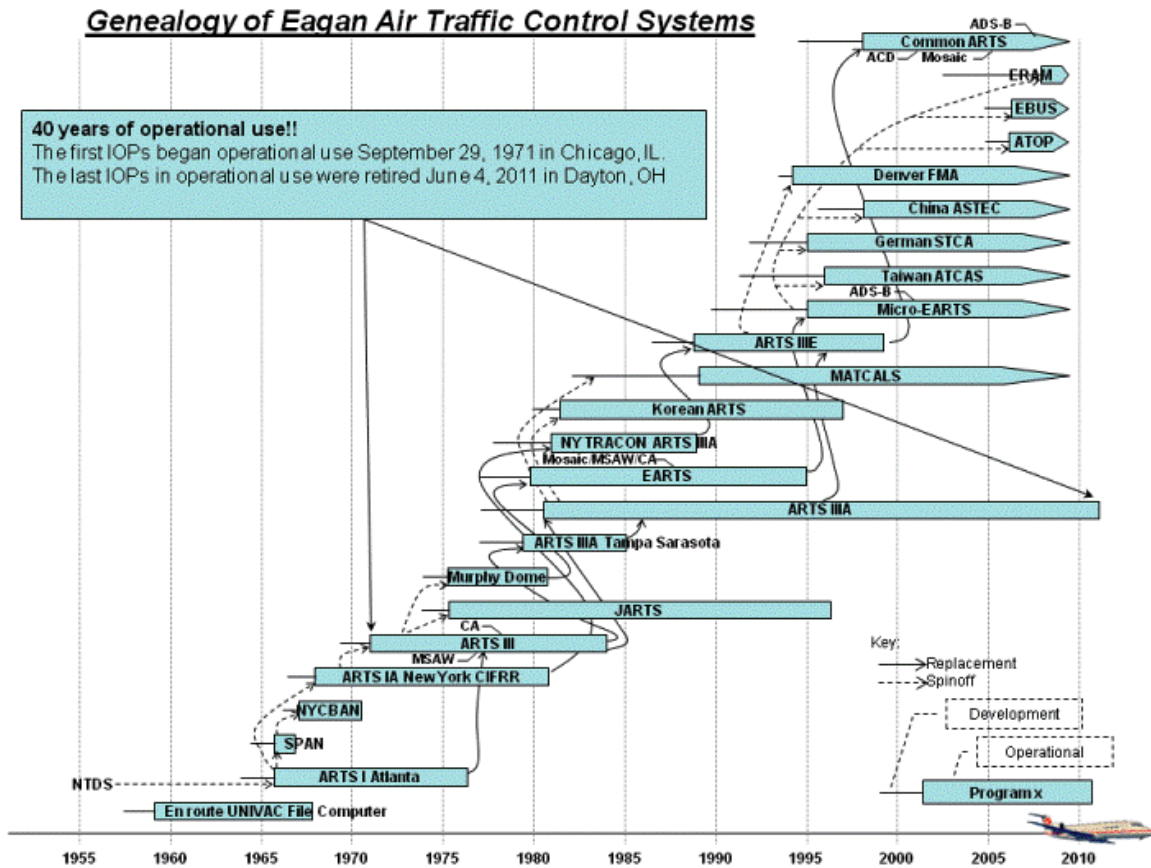 Genealogy of Eagan Air Traffic Control Systems
ADS-B
Common ARTS
ACD Mosaic
ERAM
40 years of operational use!!
The first IOPs began operational use September 29, 1971 in Chicago, IL.
The last IOPs in operational use were retired June 4, 2011 in Dayton, OH
EBUS
ATOP
Denver FMA
China ASTEC
German STCA
Taiwan ATCAS
ADS-B
Micro-EARTS
ARTS IIIE
MATCALS
Korean ARTS
NY TRACON ARTS IIIA
Mosaic/MSAW/CA
EARTS
ARTS IIIA
ARTS IIIA Tampa Sarasota
Murphy Dome
JARTS
CA
ARTS III
MSAW
ARTS IA New York CIFRR
NYCBAN
SPAN
ARTS I Atlanta
NTDS
En route UNIVAC File Computer
Key:
Replacement
Spinoff
Development
Operational
Program x
1955 1960 1965 1970 1975 1980 1985 1990 1995 2000 2005 2010